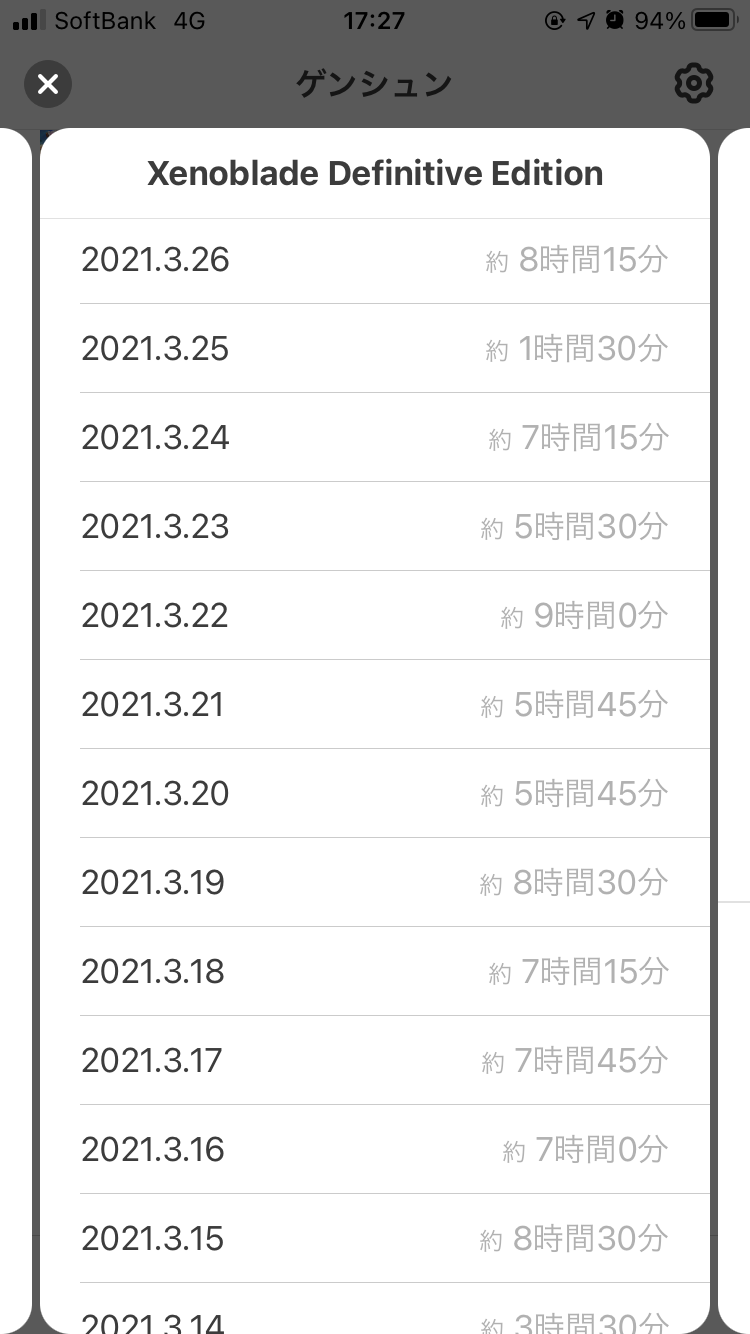 SoftBank 4G 17:27 94%
ゲンシュン
Xenoblade Definitive Edition
2021.3.26 約 8時間15分
2021.3.25 約 1時間30分
2021.3.24 約 7時間15分
2021.3.23 約 5時間30分
2021.3.22 約 9時間0分
2021.3.21 約 5時間45分
2021.3.20 約 5時間45分
2021.3.19 約 8時間30分
2021.3.18 約 7時間15分
2021.3.17 約 7時間45分
2021.3.16 約 7時間0分
2021.3.15 約 8時間30分
2021.3.14 約 3時間30分